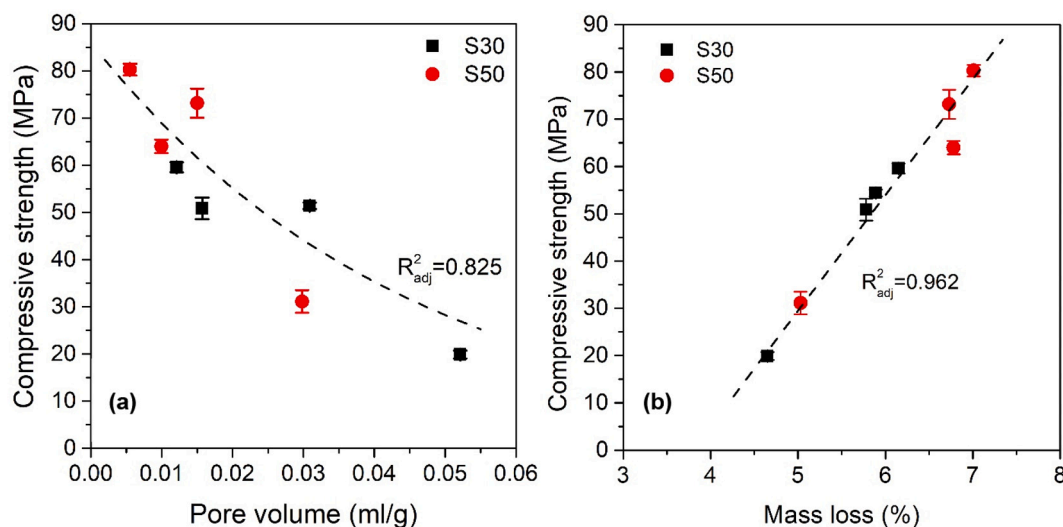 Compressive strength (MPa)
90
80
70
60
50
40
30
20
10
0
S30
S50
R²adj=0.825
(a)
0.00 0.01 0.02 0.03 0.04 0.05 0.06
Pore volume (ml/g)
Compressive strength (MPa)
90
80
70
60
50
40
30
20
10
0
S30
S50
R²adj=0.962
(b)
3 4 5 6 7 8
Mass loss (%)